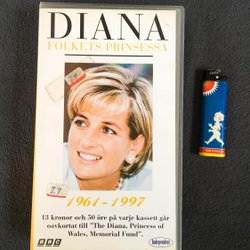 DIANA
FOLKETS PRINSESSA
27
1961 - 1997
13 kronor och 50 öre på varje kassett går
oavkortat till "The Diana, Princess of
Wales, Memorial Fund".
BBC